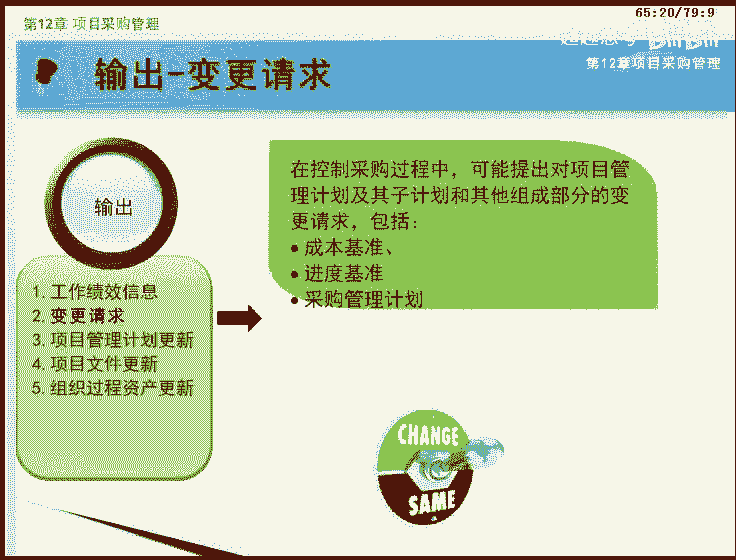 第12章 项目采购管理
65:20/79:9
输出-变更请求
第12章项目采购管理
输出
在控制采购过程中，可能提出对项目管
理计划及其子计划和其他组成部分的变
更请求，包括：
• 成本基准、
• 进度基准
• 采购管理计划
1. 工作绩效信息
2. 变更请求
3. 项目管理计划更新
4. 项目文件更新
5. 组织过程资产更新
CHANGE
SAME